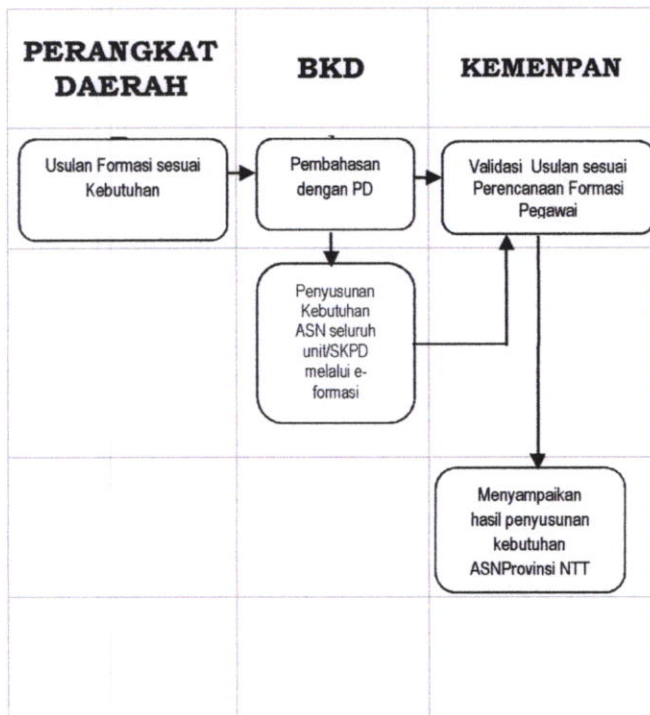 PERANGKAT
DAERAH
BKD
KEMENPAN
Usulan Formasi sesuai
Kebutuhan
Pembahasan
dengan PD
Validasi Usulan sesuai
Perencanaan Formasi
Pegawai
Penyusunan
Kebutuhan
ASN seluruh
unit/SKPD
melalui e-
formasi
Menyampaikan
hasil penyusunan
kebutuhan
ASNProvinsi NTT